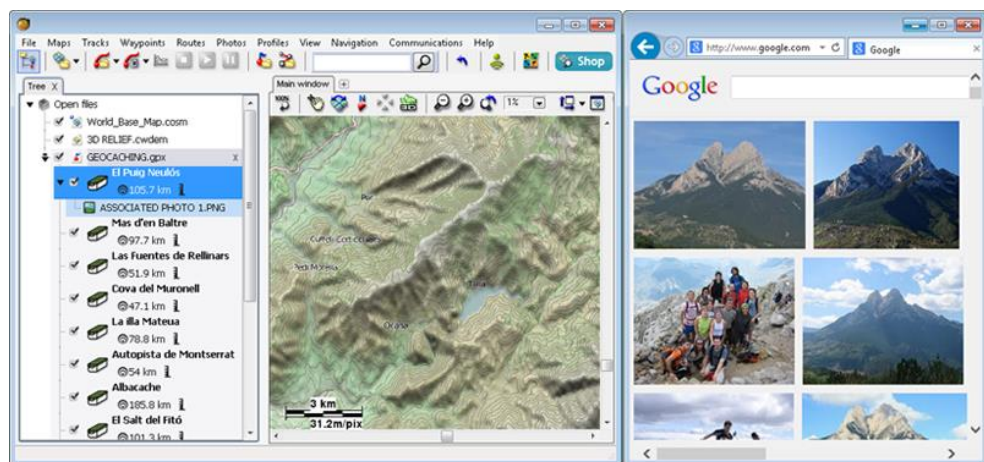 File Maps Tracks Waypoints Routes Photos Profiles View Navigation Communications Help
Shop
Tree X
Open files
World_Base_Map.cosm
3D RELIEF.cwdem
GEOCACHING.gpx x
El Puig Neulós
105.7 km
ASSOCIATED PHOTO 1.PNG
Mas d'en Baltre
97.7 km
Las Fuentes de Rellinars
51.9 km
Cova del Muronell
47.1 km
La illa Mateua
78.8 km
Autopista de Montserrat
54 km
Albacache
185.8 km
El Salt del Fitó
101.3 km
Main window
100%
1%
Tuna
Ocaña
3 km
31.2m/pix
http://www.google.com
Google
Google